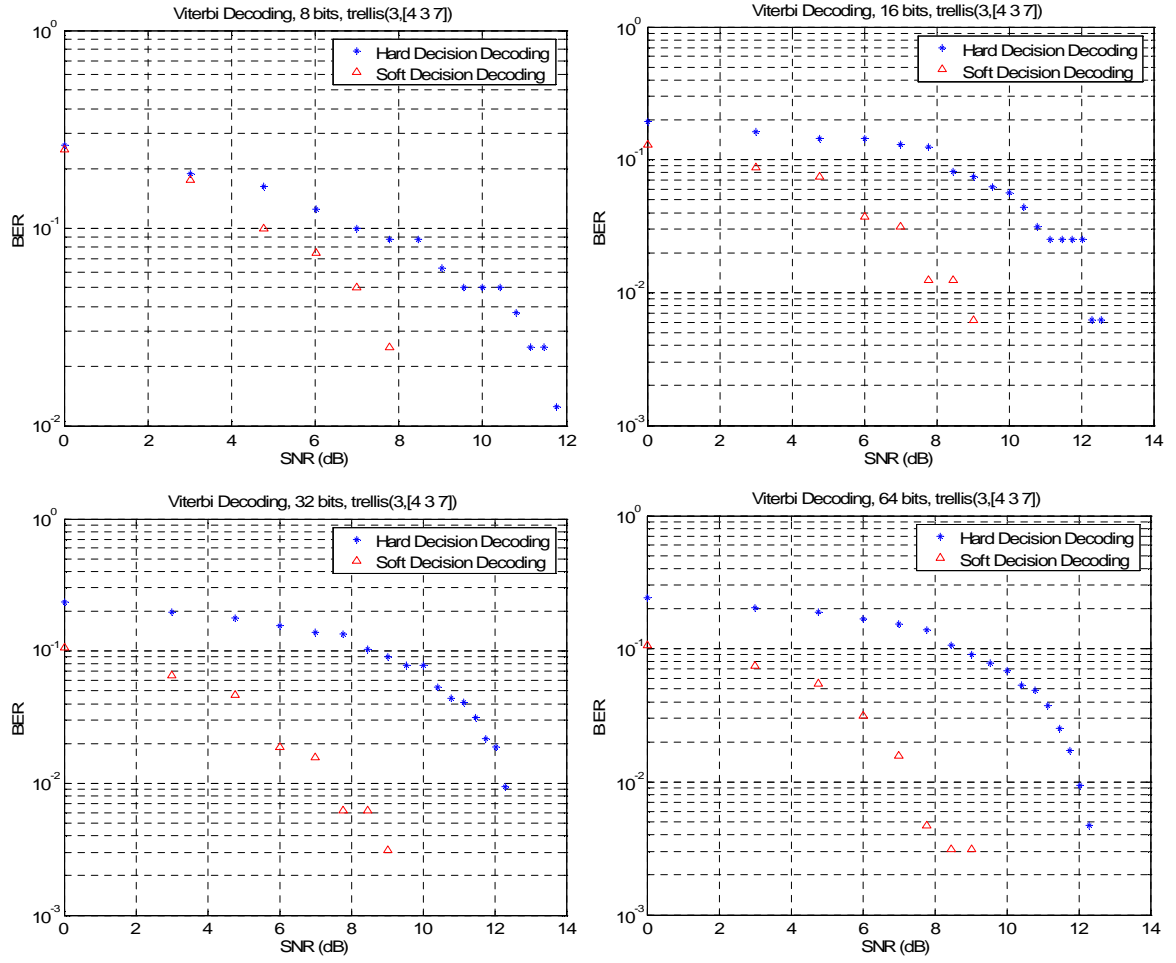 Viterbi Decoding, 8 bits, trellis(3,[4 3 7])
10^0
10^-1
10^-2
BER
Hard Decision Decoding
Soft Decision Decoding
0 2 4 6 8 10 12
SNR (dB)
Viterbi Decoding, 16 bits, trellis(3,[4 3 7])
10^0
10^-1
10^-2
10^-3
BER
Hard Decision Decoding
Soft Decision Decoding
0 2 4 6 8 10 12 14
SNR (dB)
Viterbi Decoding, 32 bits, trellis(3,[4 3 7])
10^0
10^-1
10^-2
10^-3
BER
Hard Decision Decoding
Soft Decision Decoding
0 2 4 6 8 10 12 14
SNR (dB)
Viterbi Decoding, 64 bits, trellis(3,[4 3 7])
10^0
10^-1
10^-2
10^-3
BER
Hard Decision Decoding
Soft Decision Decoding
0 2 4 6 8 10 12 14
SNR (dB)